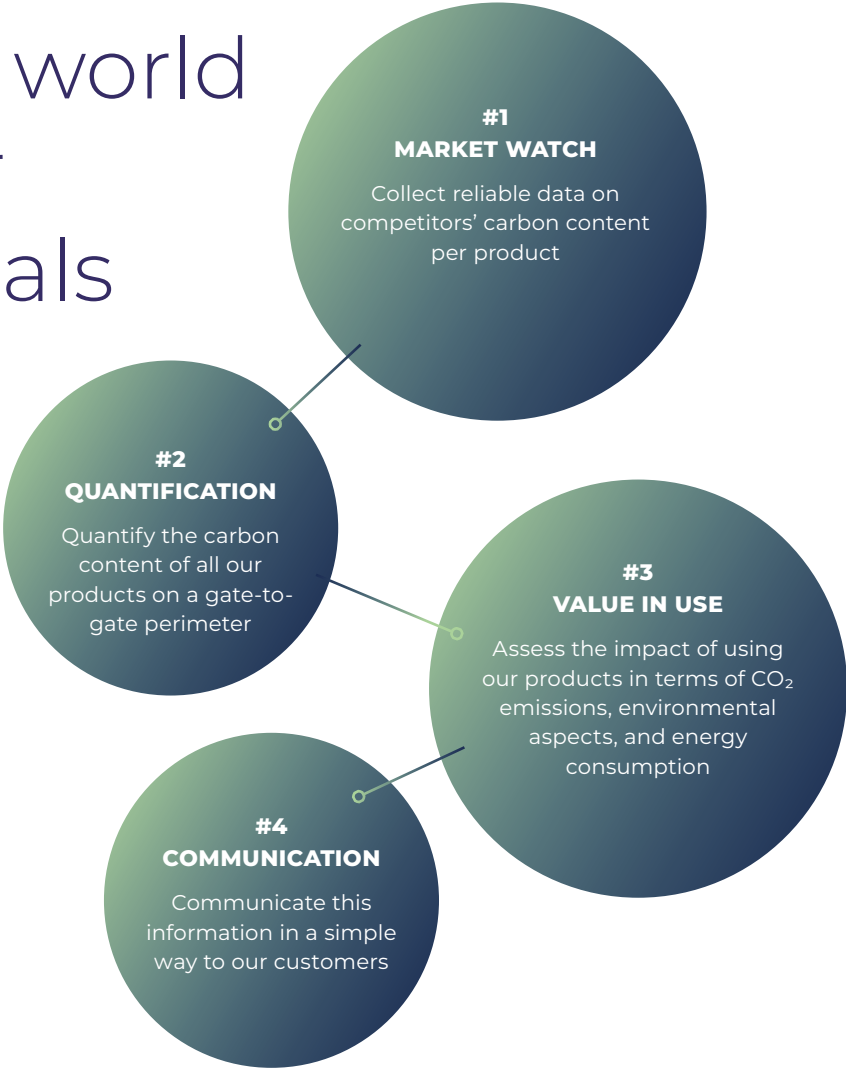 world
als
#1
MARKET WATCH
Collect reliable data on
competitors’ carbon content
per product
#2
QUANTIFICATION
Quantify the carbon
content of all our
products on a gate-to-
gate perimeter
#3
VALUE IN USE
Assess the impact of using
our products in terms of CO₂
emissions, environmental
aspects, and energy
consumption
#4
COMMUNICATION
Communicate this
information in a simple
way to our customers